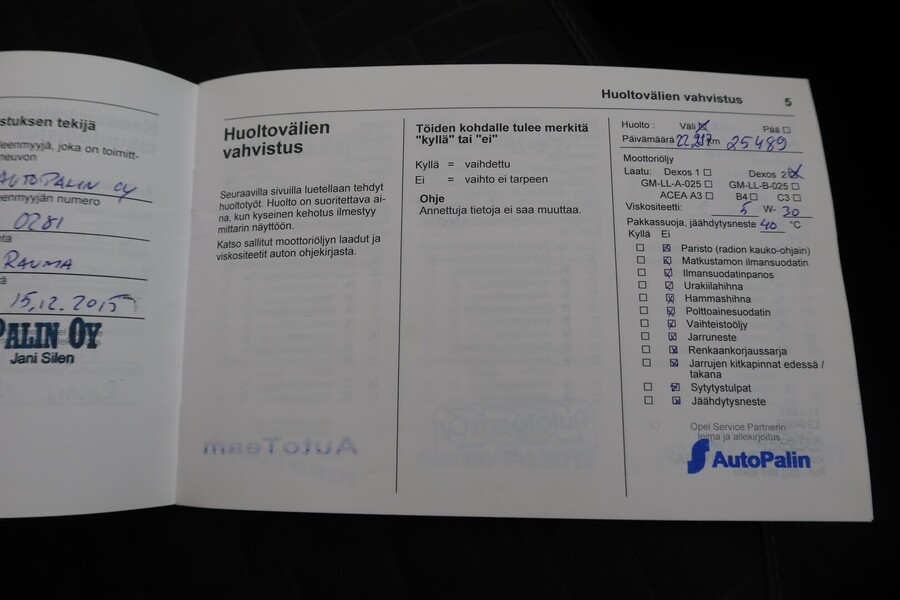 stuksen tekijä
eenmyyjä, joka on toimitt-
neuvon
AUTOPALIN OY
eenmyyjän numero
0281
RAUMA
15.12.2015
PALIN OY
Jani Silen
Huoltovälien
vahvistus
Seuraavilla sivuilla luetellaan tehdyt
huoltotyöt. Huolto on suoritettava ai-
na, kun kyseinen kehotus ilmestyy
mittarin näyttöön.
Katso sallitut moottoriöljyn laadut ja
viskositeetit auton ohjekirjasta.
AutoTeam
Töiden kohdalle tulee merkitä
"kyllä" tai "ei"
Kyllä = vaihdettu
Ei = vaihto ei tarpeen
Ohje
Annettuja tietoja ei saa muuttaa.
Huoltovälien vahvistus 5
Huolto : Väli Pää
Päivämäärä km 25489
Moottoriöljy
Laatu: Dexos 1 Dexos 2
GM-LL-A-025 GM-LL-B-025
ACEA A3 B4 C3
Viskositeetti: 5 W- 30
Pakkassuoja, jäähdytysneste 40 °C
Kyllä Ei
Paristo (radion kauko-ohjain)
Matkustamon ilmansuodatin
Ilmansuodatinpanos
Urakiilahihna
Hammashihna
Polttoainesuodatin
Vaihteistoöljy
Jarruneste
Renkaankorjaussarja
Jarrujen kitkapinnat edessä /
takana
Sytytystulpat
Jäähdytysneste
Opel Service Partnerin
leima ja allekirjoitus
AutoPalin